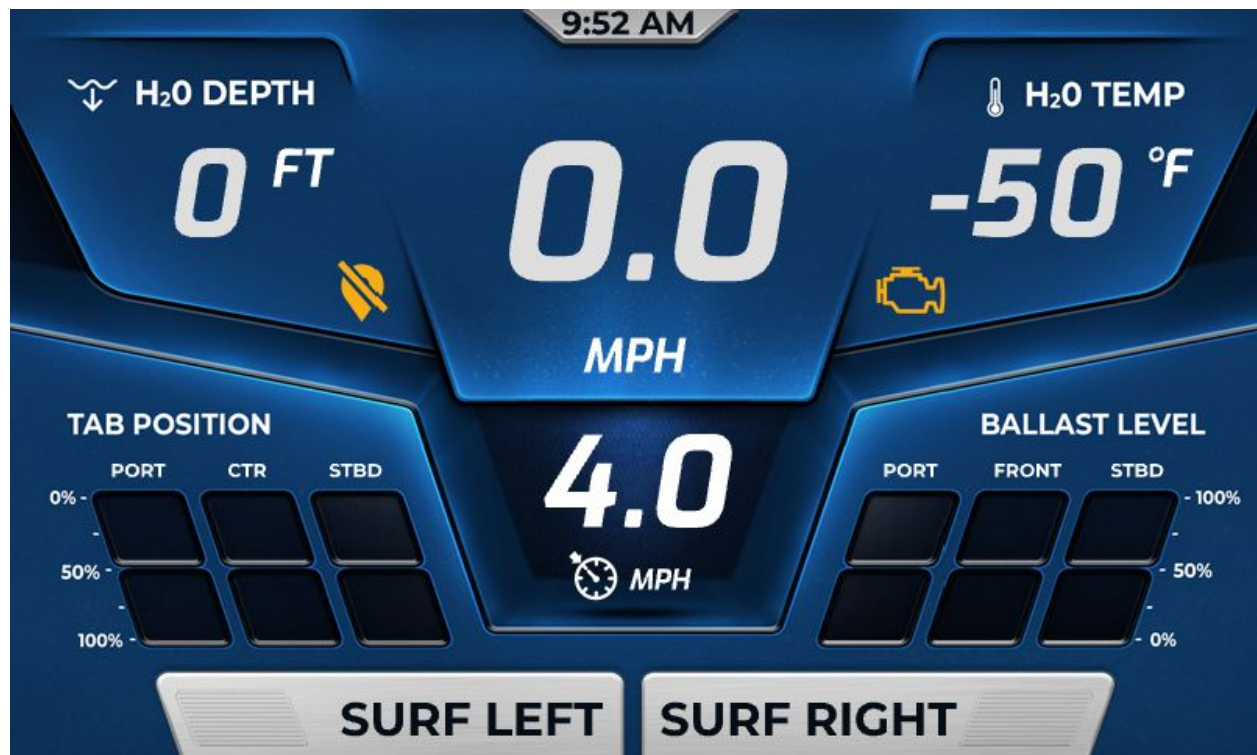 9:52 AM
H₂0 DEPTH
0 FT
0.0
MPH
H₂0 TEMP
-50 °F
TAB POSITION
PORT CTR STBD
0% -
50% -
100% -
4.0
MPH
BALLAST LEVEL
PORT FRONT STBD
- 100%
- 50%
- 0%
SURF LEFT
SURF RIGHT